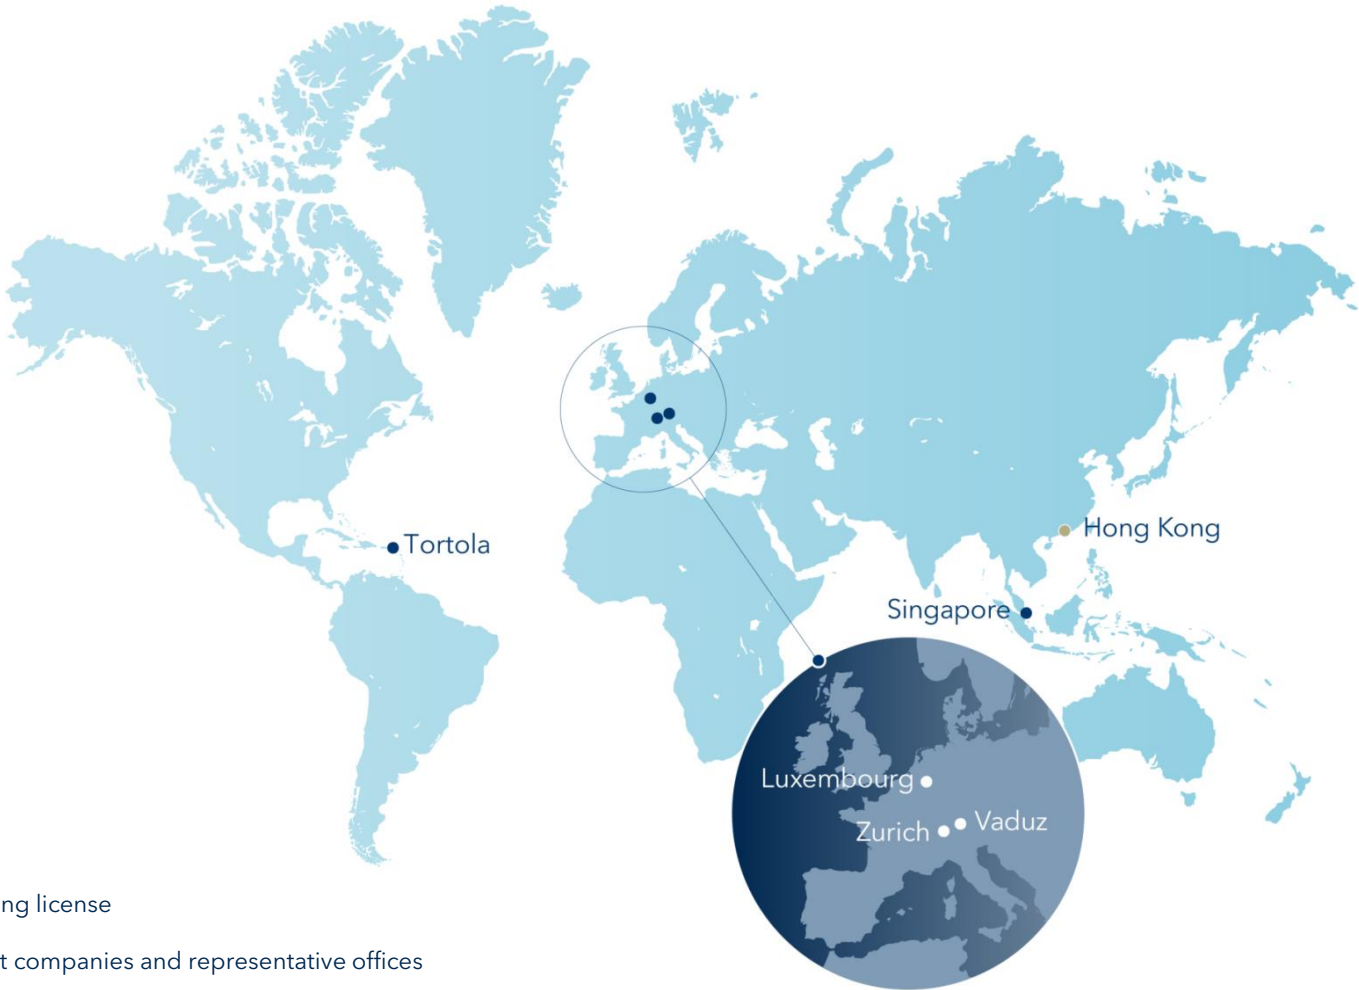 Hong Kong
Tortola
Singapore
Luxembourg
Vaduz
Zurich
ng license
t companies and representative offices